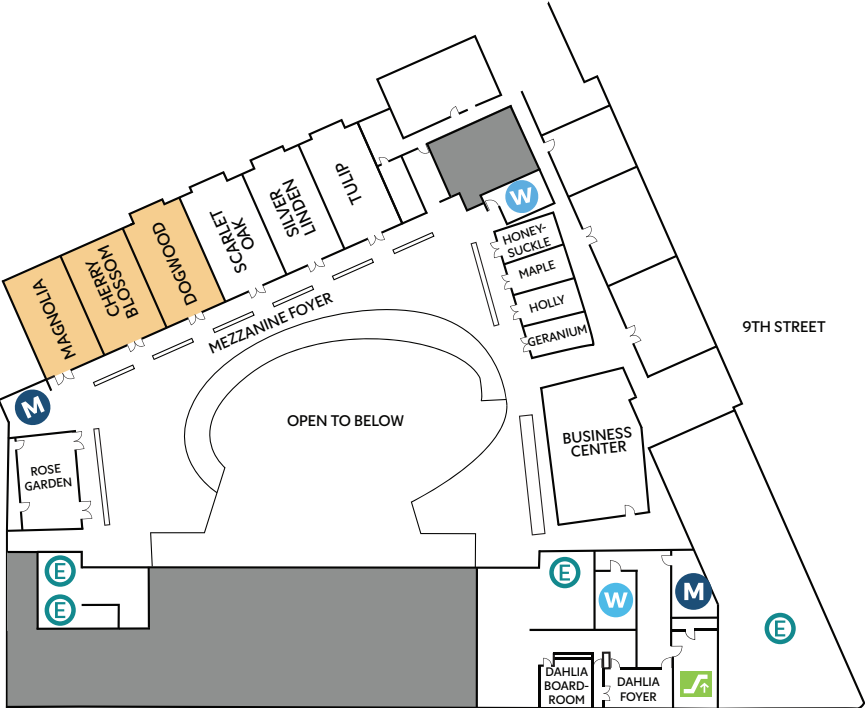 TULIP
SILVER
LINDEN
SCARLET
OAK
DOGWOOD
CHERRY
BLOSSOM
MAGNOLIA
W
HONEY-
SUCKLE
MAPLE
HOLLY
GERANIUM
MEZZANINE FOYER
9TH STREET
M
OPEN TO BELOW
BUSINESS
CENTER
ROSE
GARDEN
E
E
E
W
M
E
DAHLIA
BOARD-
ROOM
DAHLIA
FOYER